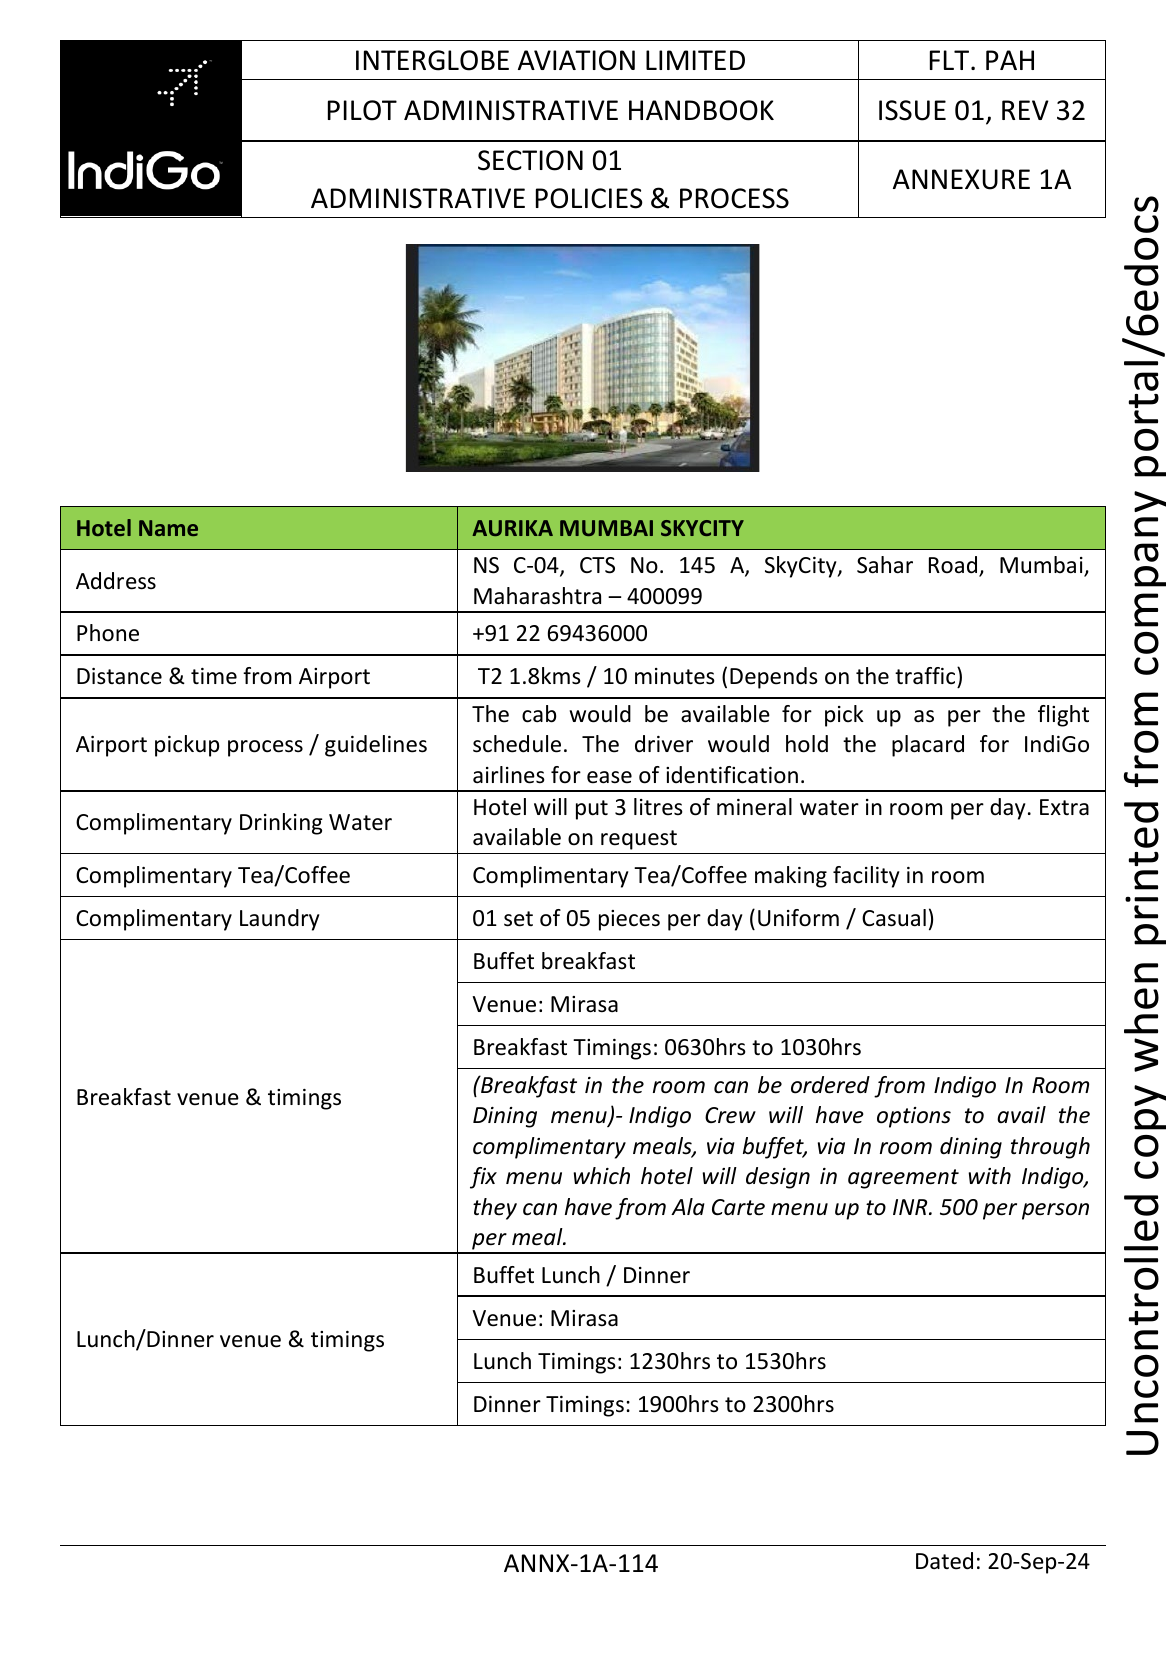 IndiGo
INTERGLOBE AVIATION LIMITED
FLT. PAH
PILOT ADMINISTRATIVE HANDBOOK
ISSUE 01, REV 32
SECTION 01
ADMINISTRATIVE POLICIES & PROCESS
ANNEXURE 1A
Hotel Name
AURIKA MUMBAI SKYCITY
Address
NS C-04, CTS No. 145 A, SkyCity, Sahar Road, Mumbai,
Maharashtra – 400099
Phone
+91 22 69436000
Distance & time from Airport
T2 1.8kms / 10 minutes (Depends on the traffic)
Airport pickup process / guidelines
The cab would be available for pick up as per the flight
schedule. The driver would hold the placard for IndiGo
airlines for ease of identification.
Complimentary Drinking Water
Hotel will put 3 litres of mineral water in room per day. Extra
available on request
Complimentary Tea/Coffee
Complimentary Tea/Coffee making facility in room
Complimentary Laundry
01 set of 05 pieces per day (Uniform / Casual)
Breakfast venue & timings
Buffet breakfast
Venue: Mirasa
Breakfast Timings: 0630hrs to 1030hrs
(Breakfast in the room can be ordered from Indigo In Room
Dining menu)- Indigo Crew will have options to avail the
complimentary meals, via buffet, via In room dining through
fix menu which hotel will design in agreement with Indigo,
they can have from Ala Carte menu up to INR. 500 per person
per meal.
Lunch/Dinner venue & timings
Buffet Lunch / Dinner
Venue: Mirasa
Lunch Timings: 1230hrs to 1530hrs
Dinner Timings: 1900hrs to 2300hrs
ANNX-1A-114
Dated: 20-Sep-24
Uncontrolled copy when printed from company portal/6edocs